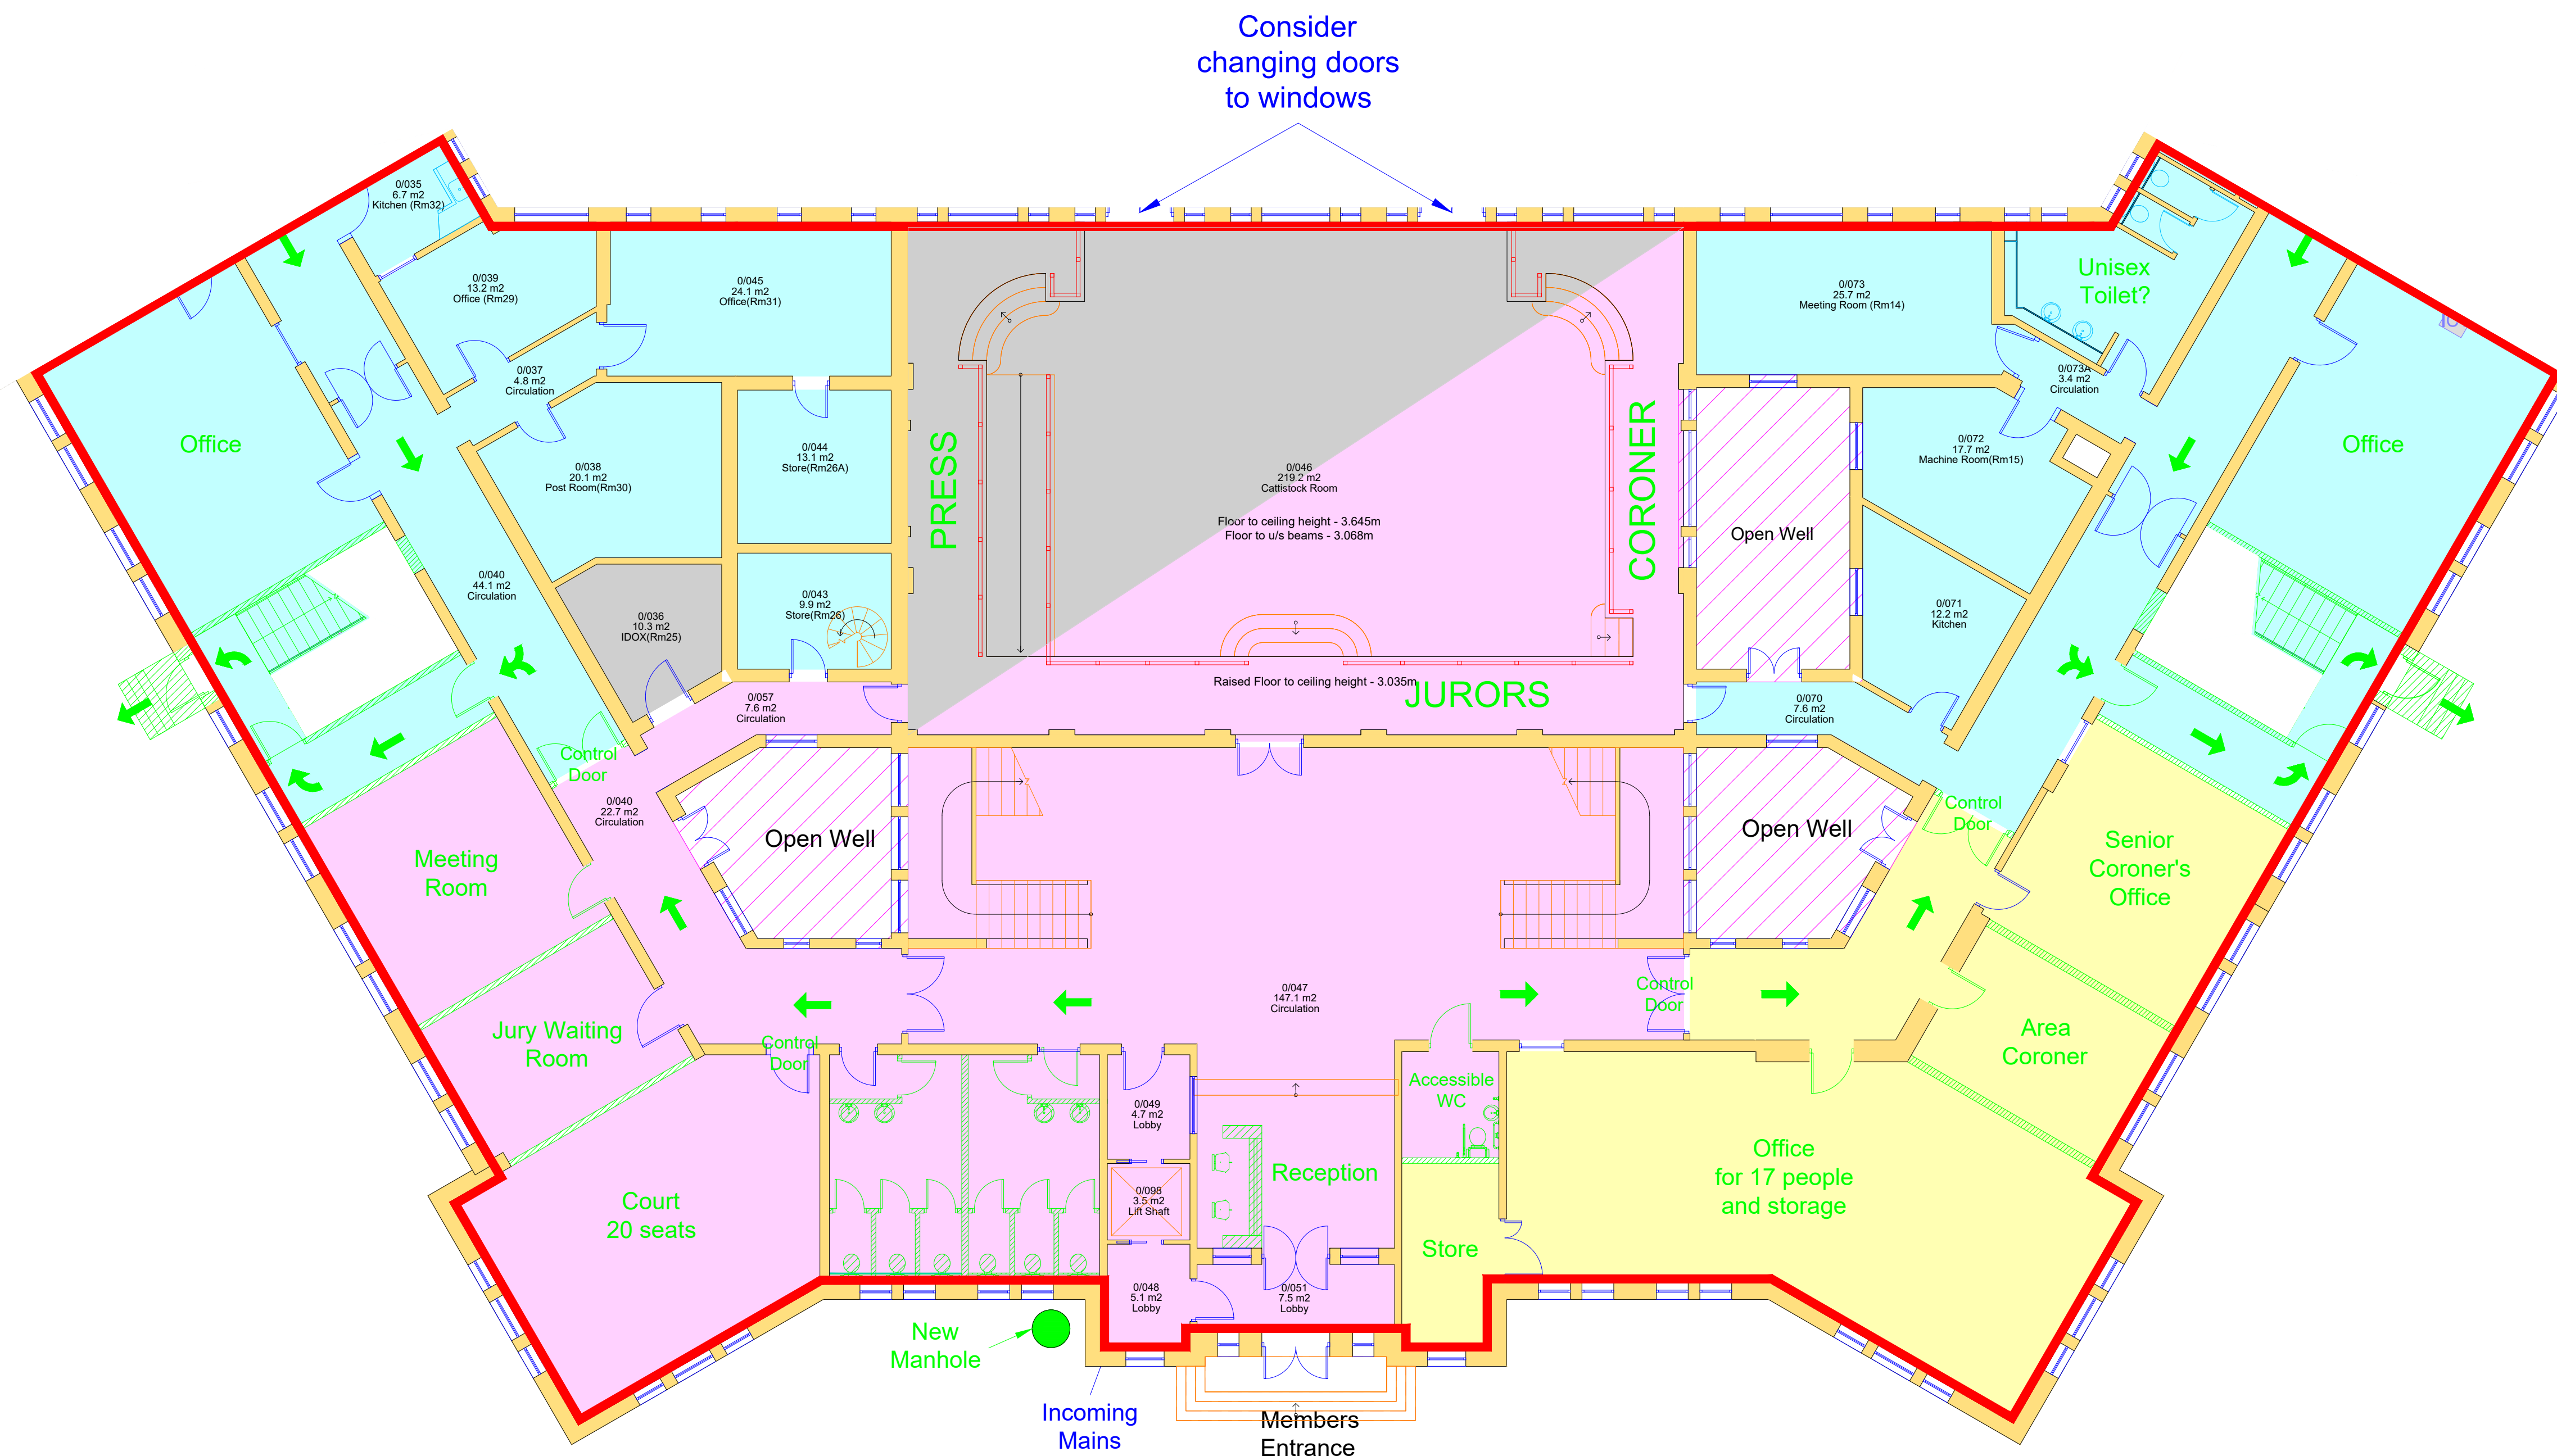 Consider
changing doors
to windows
0/035
6.7 m2
Kitchen (Rm32)
0/039
13.2 m2
Office (Rm29)
0/045
24.1 m2
Office(Rm31)
0/073
25.7 m2
Meeting Room (Rm14)
Unisex
Toilet?
0/037
4.8 m2
Circulation
0/073A
3.4 m2
Circulation
Office
0/038
20.1 m2
Post Room(Rm30)
0/044
13.1 m2
Store(Rm26A)
PRESS
0/046
219.2 m2
Cattistock Room
Floor to ceiling height - 3.645m
Floor to u/s beams - 3.068m
CORONER
Open Well
0/072
17.7 m2
Machine Room(Rm15)
Office
0/040
44.1 m2
Circulation
0/036
10.3 m2
IDOX(Rm25)
0/043
9.9 m2
Store(Rm26)
0/071
12.2 m2
Kitchen
Raised Floor to ceiling height - 3.035m
JURORS
0/057
7.6 m2
Circulation
0/070
7.6 m2
Circulation
Control
Door
0/040
22.7 m2
Circulation
Open Well
Open Well
Control
Door
Meeting
Room
Senior
Coroner's
Office
0/047
147.1 m2
Circulation
Control
Door
Jury Waiting
Room
Control
Door
Area
Coroner
0/049
4.7 m2
Lobby
Accessible
WC
Reception
Office
for 17 people
and storage
Court
20 seats
0/098
3.5 m2
Lift Shaft
Store
0/048
5.1 m2
Lobby
0/051
7.5 m2
Lobby
New
Manhole
Incoming
Mains
Members
Entrance